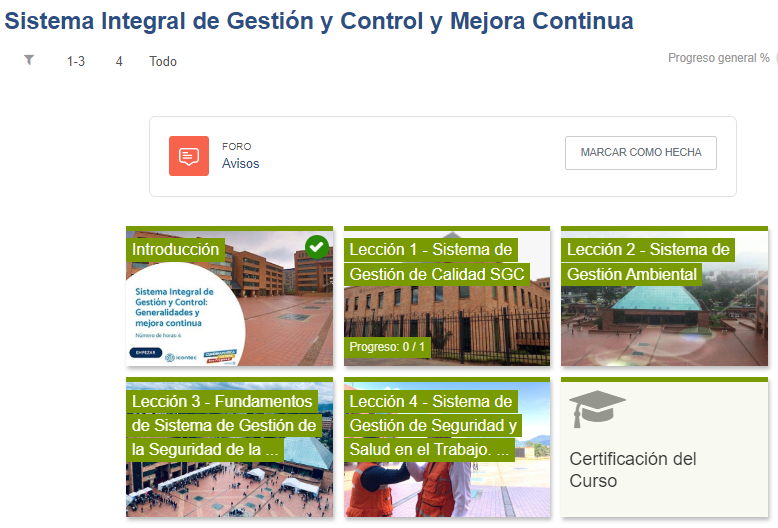 Sistema Integral de Gestión y Control y Mejora Continua
1-3 4 Todo
Progreso general %
FORO
Avisos
MARCAR COMO HECHA
Introducción
Sistema Integral de
Gestión y Control:
Generalidades y
mejora continua
Número de horas: 6
EMPEZAR
icontec
Lección 1 - Sistema de
Gestión de Calidad SGC
Progreso: 0 / 1
Lección 2 - Sistema de
Gestión Ambiental
Lección 3 - Fundamentos
de Sistema de Gestión de
la Seguridad de la ...
Lección 4 - Sistema de
Gestión de Seguridad y
Salud en el Trabajo. ...
Certificación del
Curso